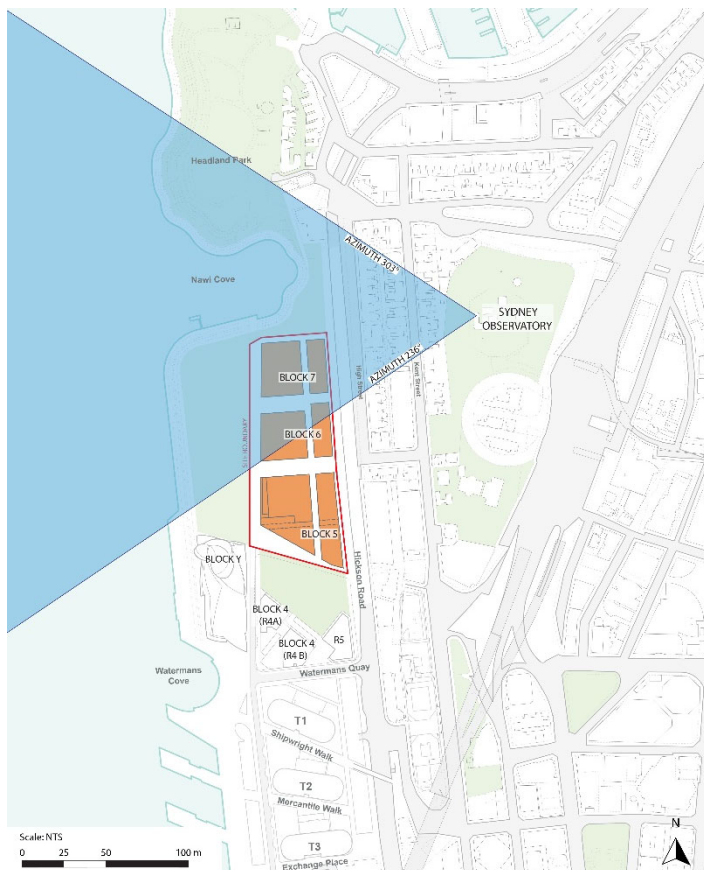 Headland Park
AZIMUTH 303°
Nawi Cove
SYDNEY
OBSERVATORY
AZIMUTH 236°
High Street
Kent Street
BLOCK 7
BLOCK 6
SITE BOUNDARY
BLOCK 5
BLOCK Y
Hickson Road
BLOCK 4
(R4A)
R5
BLOCK 4
(R4 B)
Watermans Quay
Watermans
Cove
T1
Shipwright Walk
T2
Mercantile Walk
T3
Exchange Place
Scale: NTS
0 25 50 100 m
N